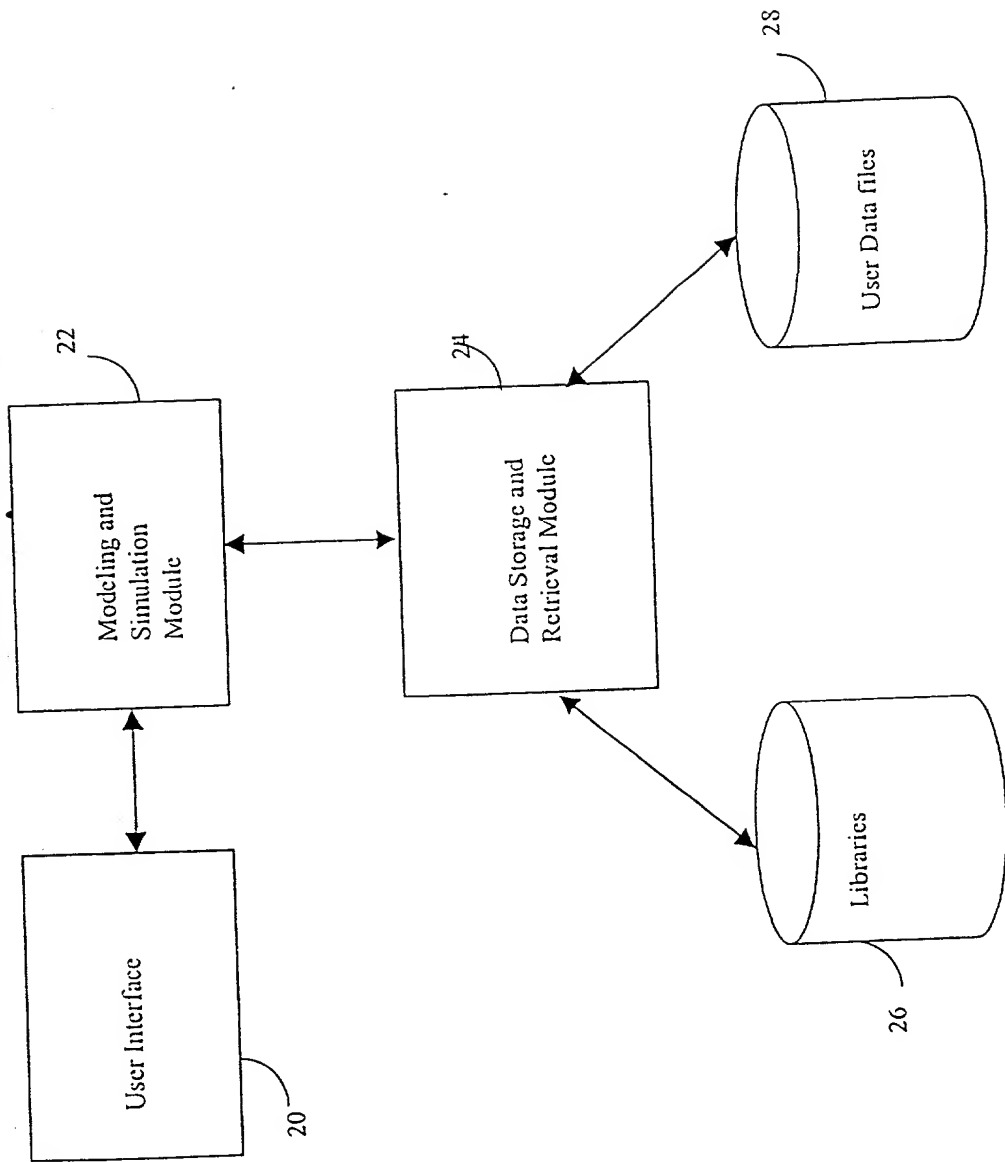 User Interface
20
Modeling and
Simulation
Module
22
Data Storage and
Retrieval Module
24
Libraries
26
User Data files
28